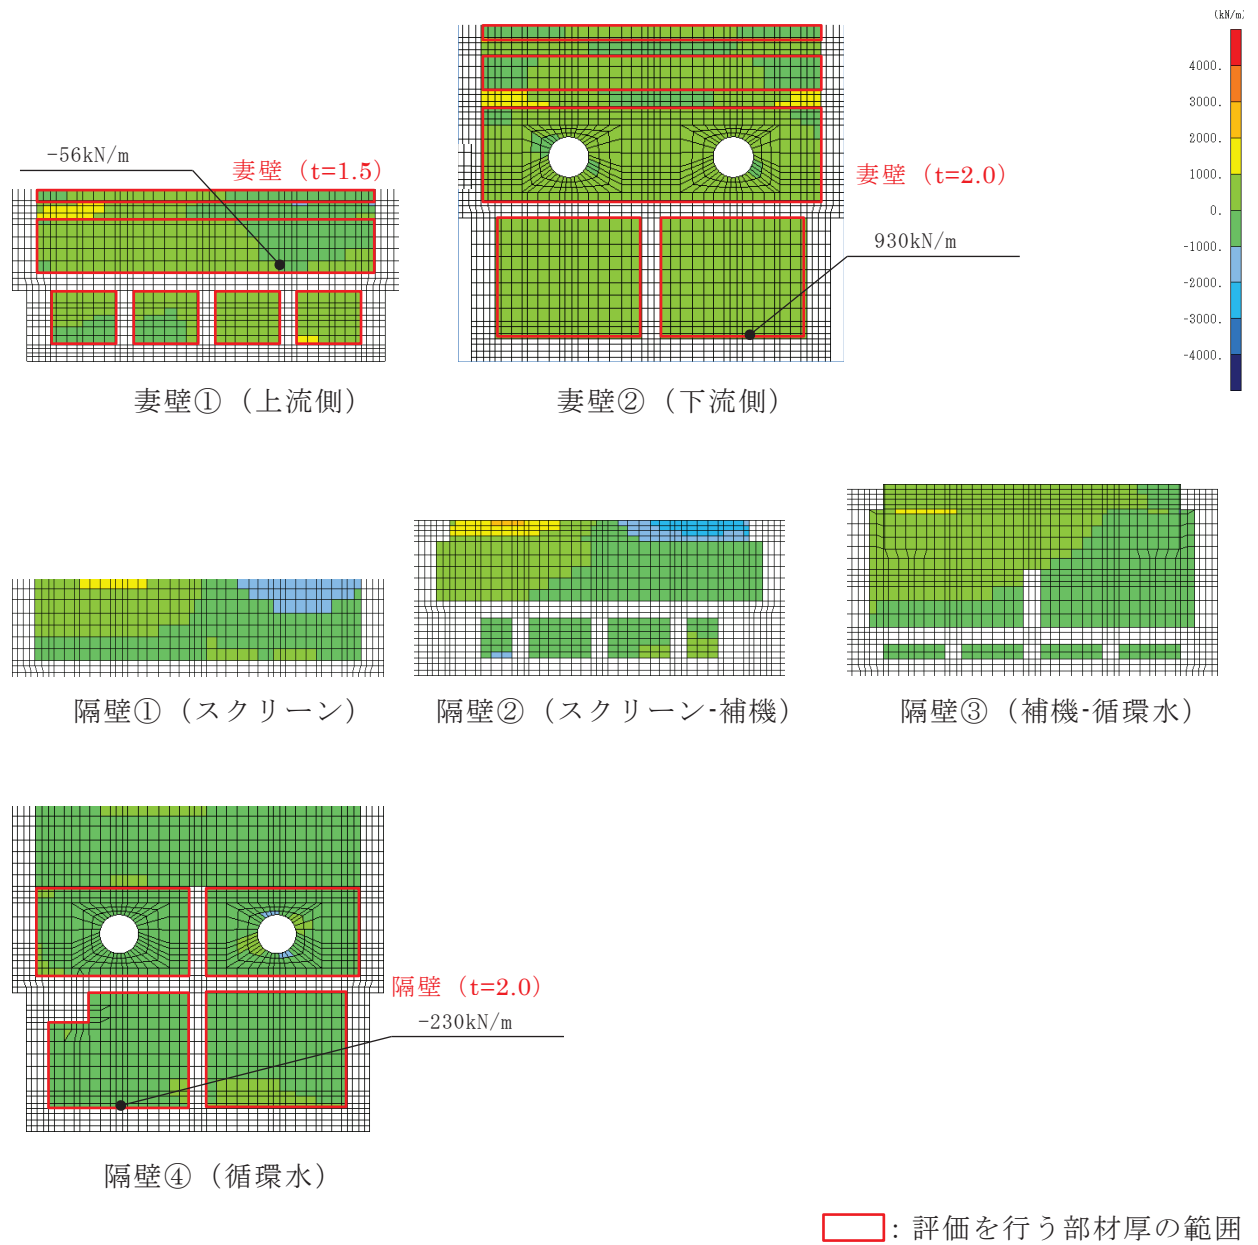 (kN/m)
4000.
3000.
2000.
1000.
0.
-1000.
-2000.
-3000.
-4000.
-56kN/m
妻壁（t=1.5）
妻壁（t=2.0）
930kN/m
妻壁①（上流側）
妻壁②（下流側）
隔壁①（スクリーン）
隔壁②（スクリーン-補機）
隔壁③（補機-循環水）
隔壁（t=2.0）
-230kN/m
隔壁④（循環水）
：評価を行う部材厚の範囲